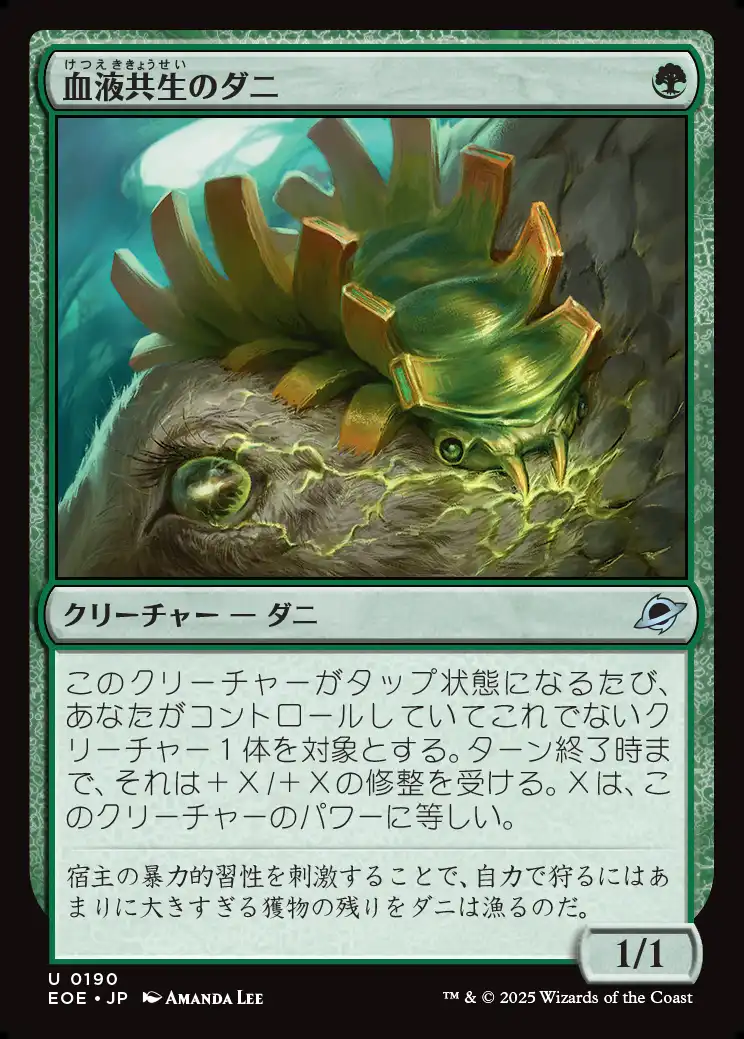 けつえききょうせい
血液共生のダニ
クリーチャー — ダニ
このクリーチャーがタップ状態になるたび、
あなたがコントロールしていてこれでないク
リーチャー１体を対象とする。ターン終了時ま
で、それは＋Ｘ/＋Ｘの修整を受ける。Ｘは、こ
のクリーチャーのパワーに等しい。
宿主の暴力的習性を刺激することで、自力で狩るにはあ
まりに大きすぎる獲物の残りをダニは漁るのだ。
1/1
U 0190
EOE • JP AMANDA LEE
™ & © 2025 Wizards of the Coast